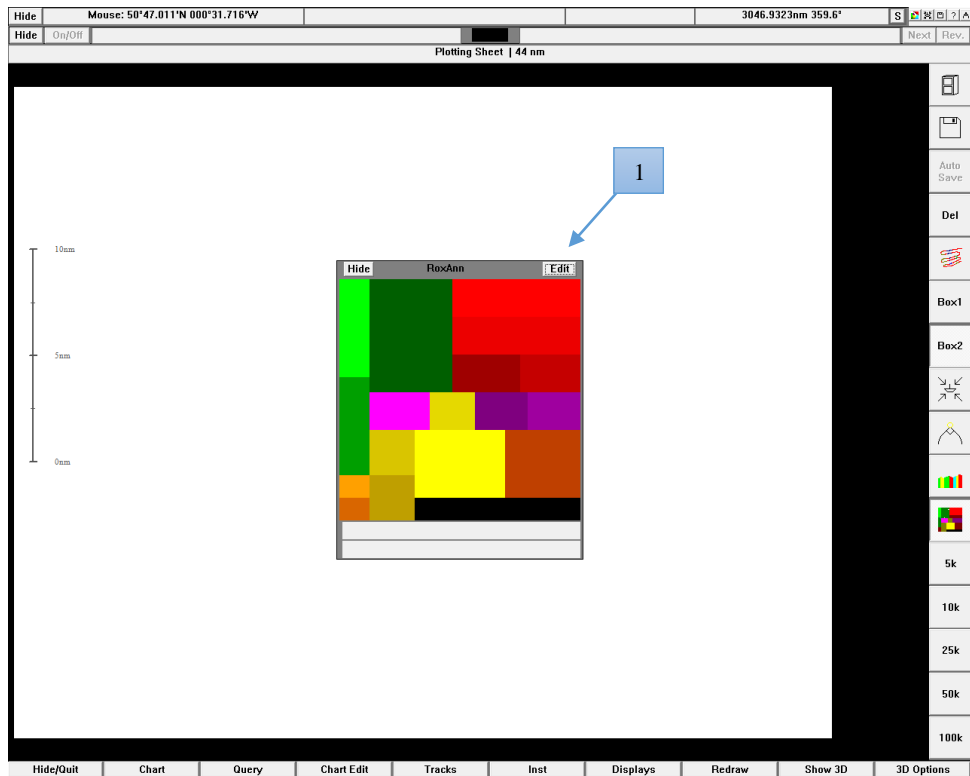 Hide Mouse: 50°47.011'N 000°31.716'W 3046.9323nm 359.6° S ? ^
Hide On/Off Next Rev.
Plotting Sheet | 44 nm
Auto
Save
Del
1
10nm
Hide RoxAnn Edit
Box1
Box2
5nm
0nm
5k
10k
25k
50k
100k
Hide/Quit Chart Query Chart Edit Tracks Inst Displays Redraw Show 3D 3D Options